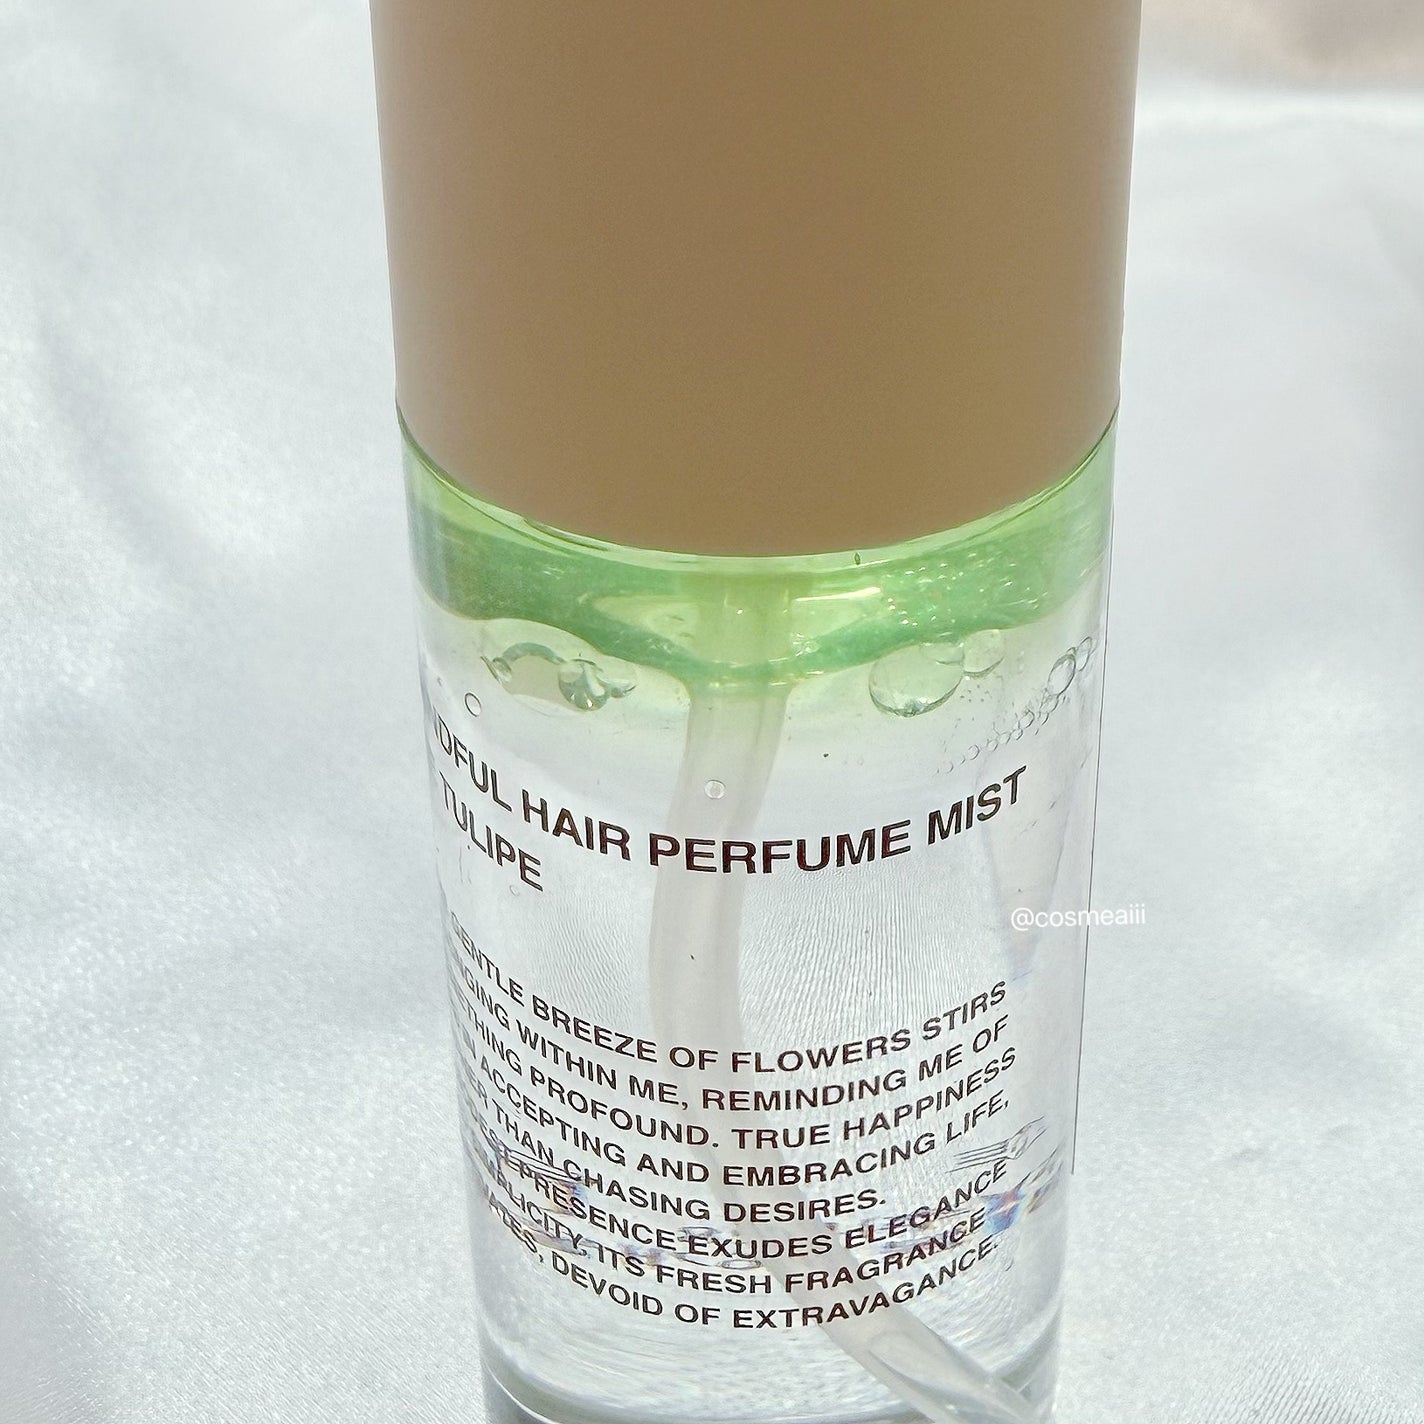 HAIR PERFUME MIST
TULIPE
@cosmeaiii
GENTLE BREEZE OF FLOWERS STIRS
WITHIN ME, REMINDING ME OF
PROFOUND. TRUE HAPPINESS
IN ACCEPTING AND EMBRACING LIFE,
THAN CHASING DESIRES.
PRESENCE EXUDES ELEGANCE
ITS FRESH FRAGRANCE
DEVOID OF EXTRAVAGANCE.